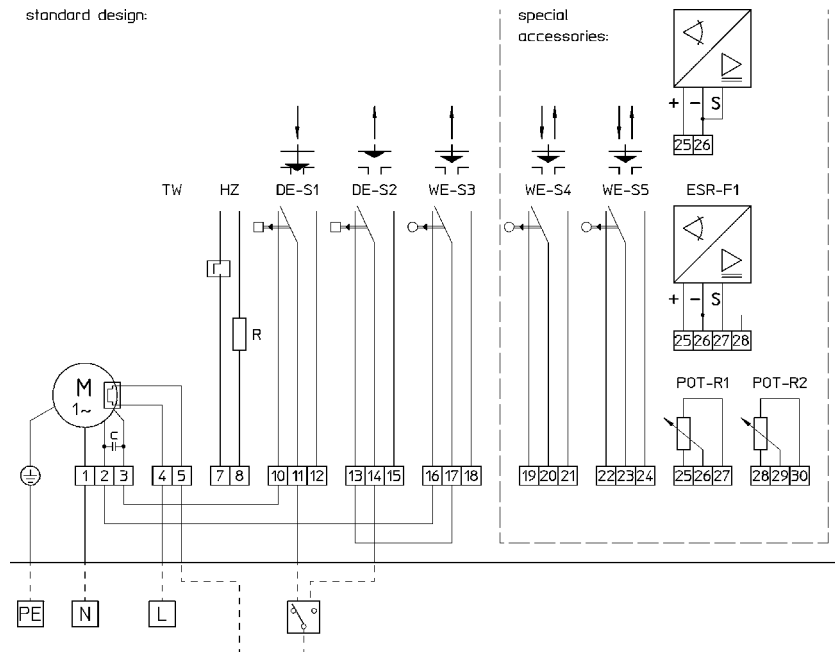 standard design:
special
accessories:
+ - S
25 26
TW HZ DE-S1 DE-S2 WE-S3 WE-S4 WE-S5 ESR-F1
R
+ - S
25 26 27 28
M
1~
C
POT-R1 POT-R2
1 2 3 4 5 7 8 10 11 12 13 14 15 16 17 18 19 20 21 22 23 24 25 26 27 28 29 30
PE N L